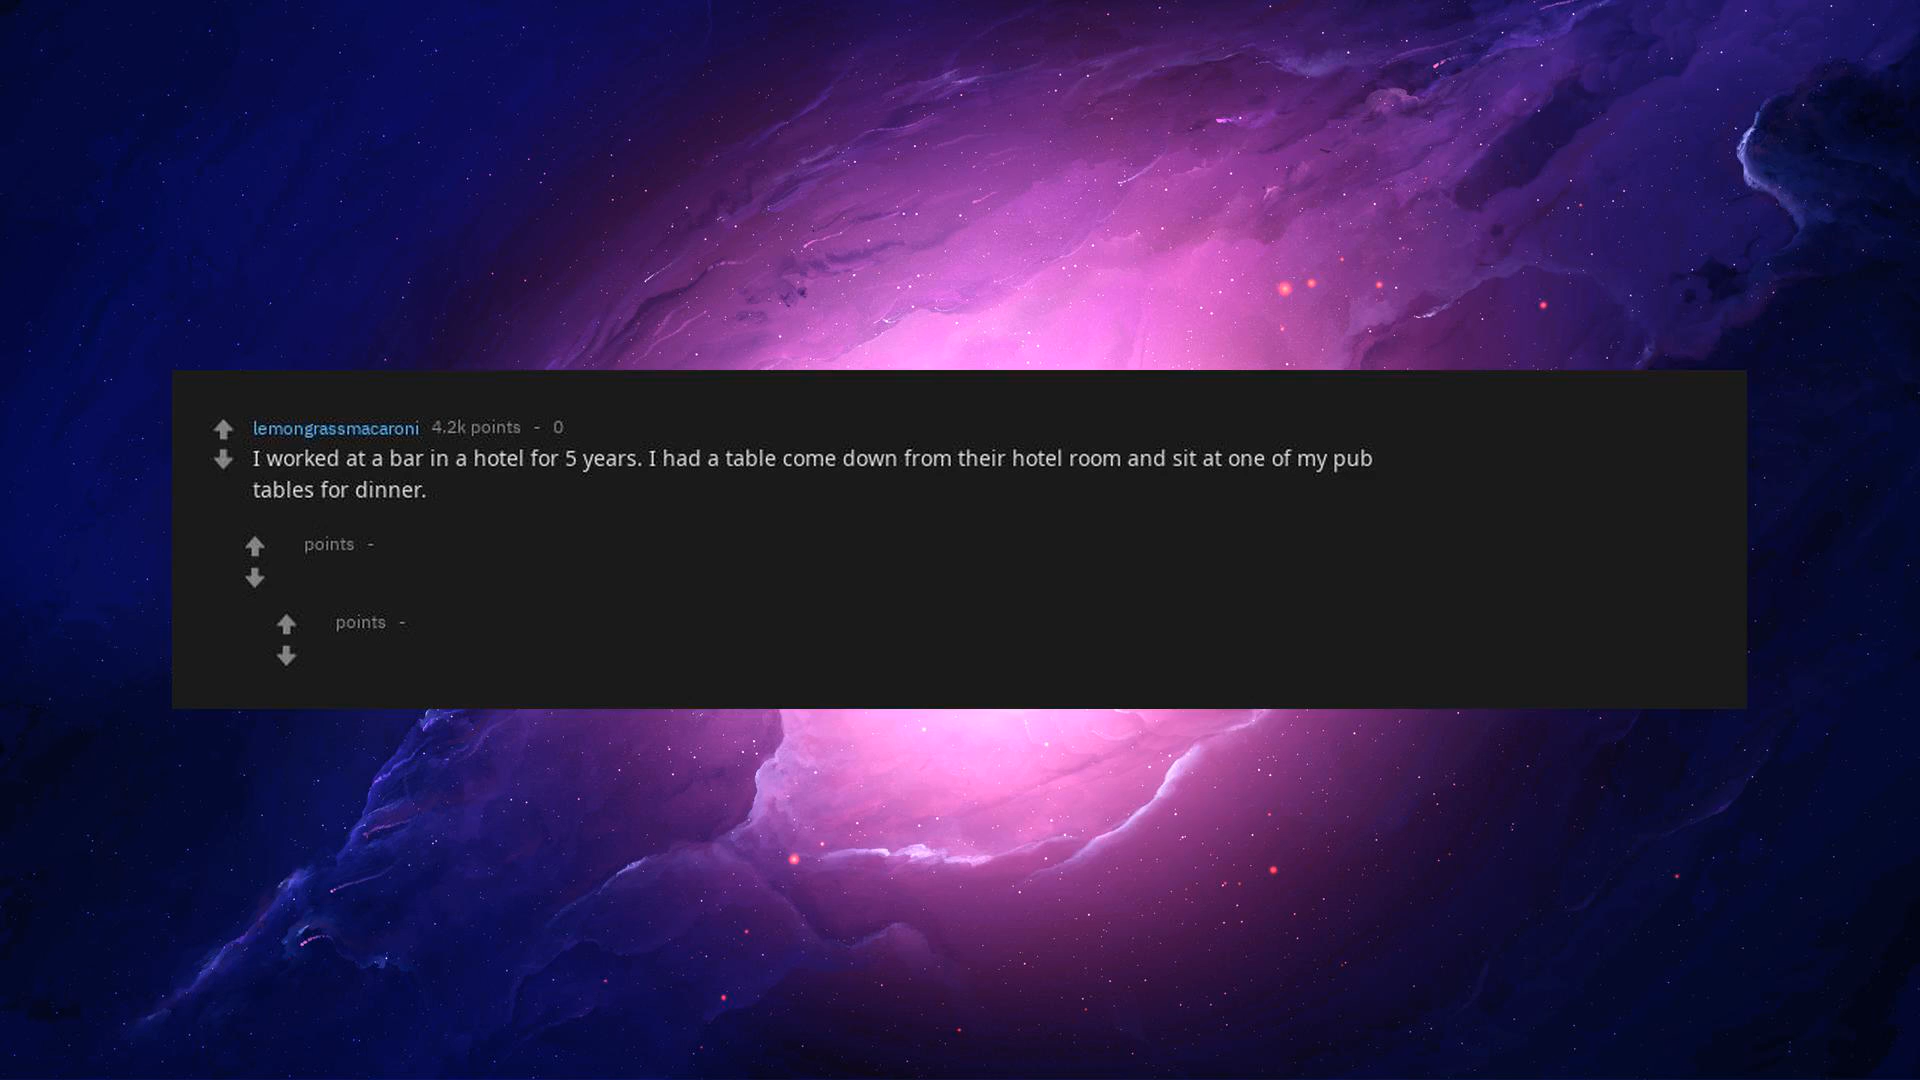 lemongrassmacaroni 4.2k points - 0
I worked at a bar in a hotel for 5 years. I had a table come down from their hotel room and sit at one of my pub
tables for dinner.
points -
points -